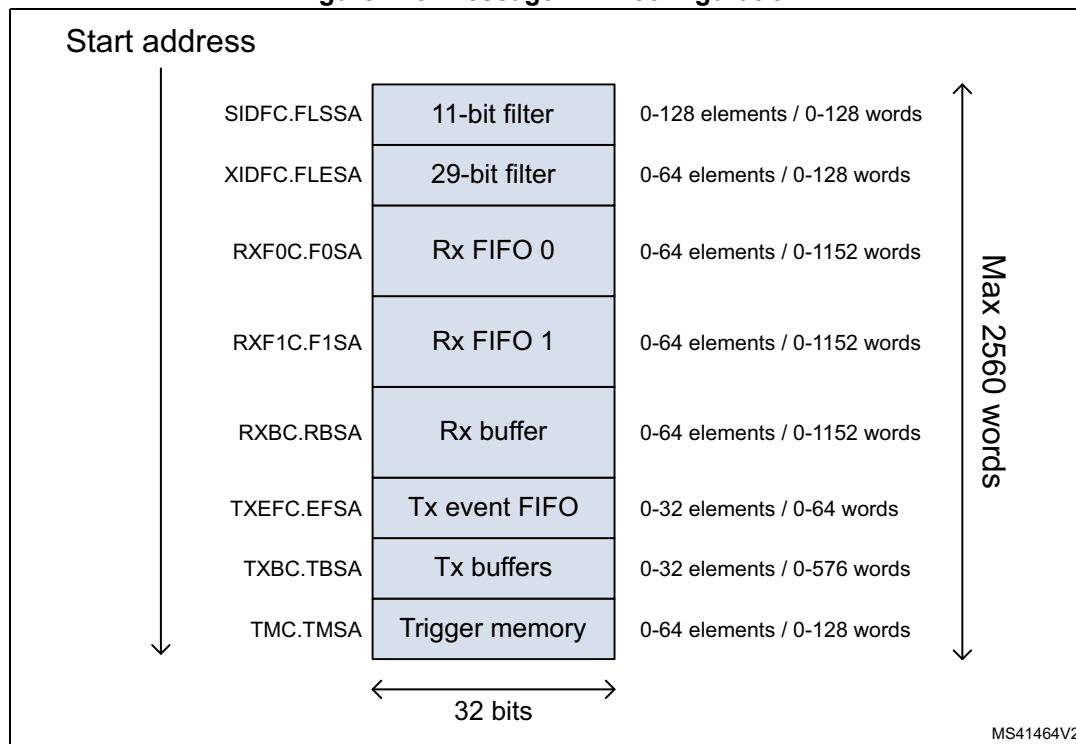 Start address
SIDFC.FLSSA 11-bit filter 0-128 elements / 0-128 words
XIDFC.FLESA 29-bit filter 0-64 elements / 0-128 words
RXF0C.F0SA Rx FIFO 0 0-64 elements / 0-1152 words
RXF1C.F1SA Rx FIFO 1 0-64 elements / 0-1152 words
RXBC.RBSA Rx buffer 0-64 elements / 0-1152 words
TXEFC.EFSA Tx event FIFO 0-32 elements / 0-64 words
TXBC.TBSA Tx buffers 0-32 elements / 0-576 words
TMC.TMSA Trigger memory 0-64 elements / 0-128 words
Max 2560 words
32 bits
MS41464V2